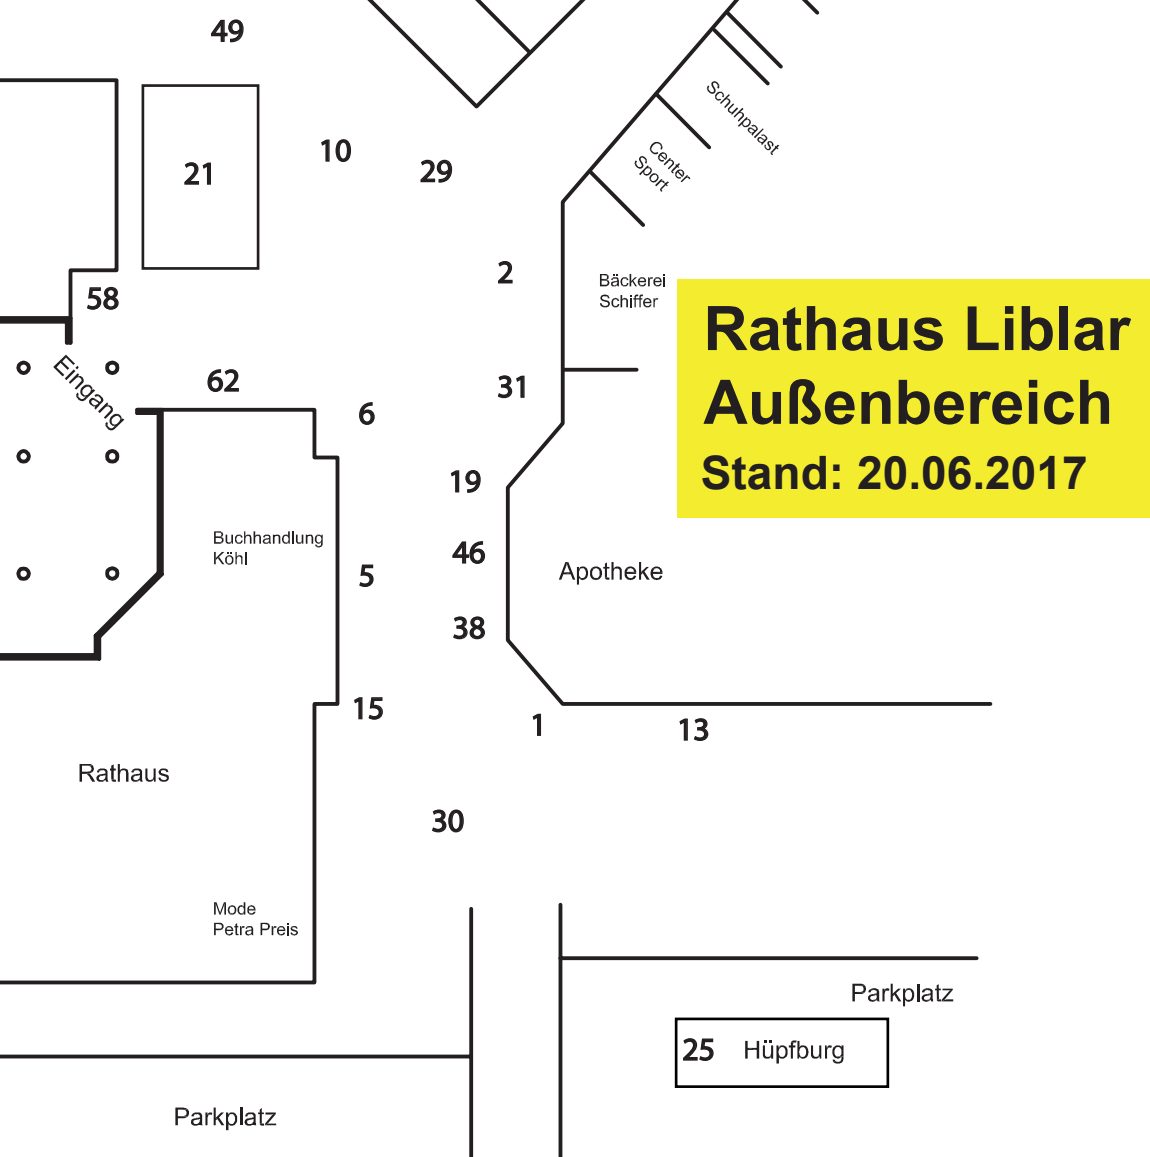 49
21
10
29
Schuhpalast
Center
Sport
2
Bäckerei
Schiffer
58
Eingang
62
6
31
Rathaus Liblar
Außenbereich
Stand: 20.06.2017
19
46
Buchhandlung
Köhl
5
Apotheke
38
15
1
13
Rathaus
30
Mode
Petra Preis
Parkplatz
25 Hüpfburg
Parkplatz